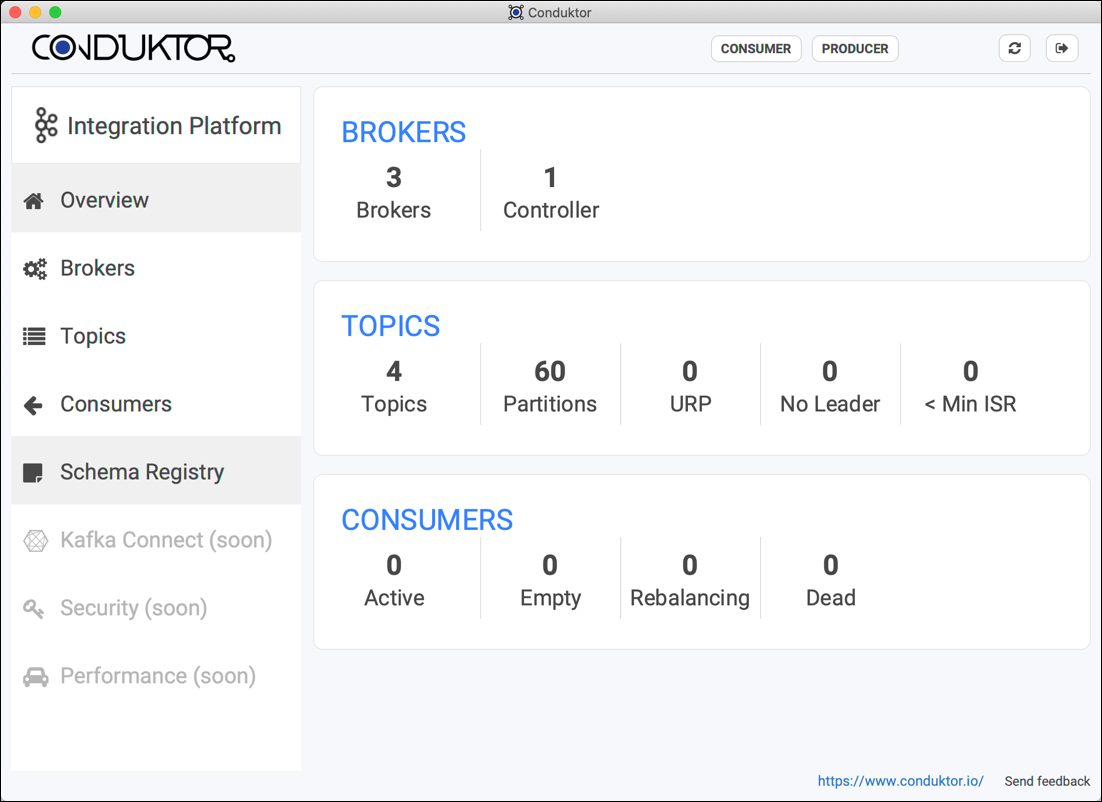 Conduktor
CONDUKTOR
CONSUMER
PRODUCER
Integration Platform
Overview
Brokers
Topics
Consumers
Schema Registry
Kafka Connect (soon)
Security (soon)
Performance (soon)
BROKERS
3 1
Brokers Controller
TOPICS
4 60 0 0 0
Topics Partitions URP No Leader < Min ISR
CONSUMERS
0 0 0 0
Active Empty Rebalancing Dead
https://www.conduktor.io/ Send feedback